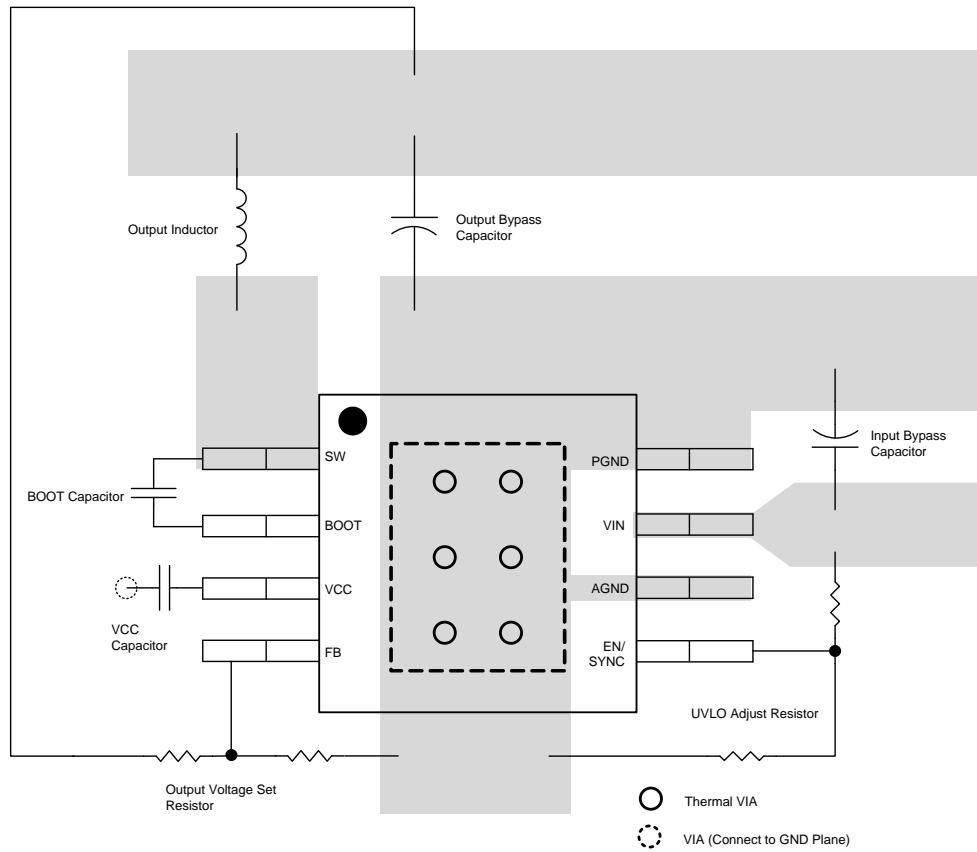 Output Inductor
Output Bypass
Capacitor
Input Bypass
Capacitor
BOOT Capacitor
SW
PGND
BOOT
VIN
VCC
AGND
VCC
Capacitor
FB
EN/
SYNC
UVLO Adjust Resistor
Output Voltage Set
Resistor
Thermal VIA
VIA (Connect to GND Plane)